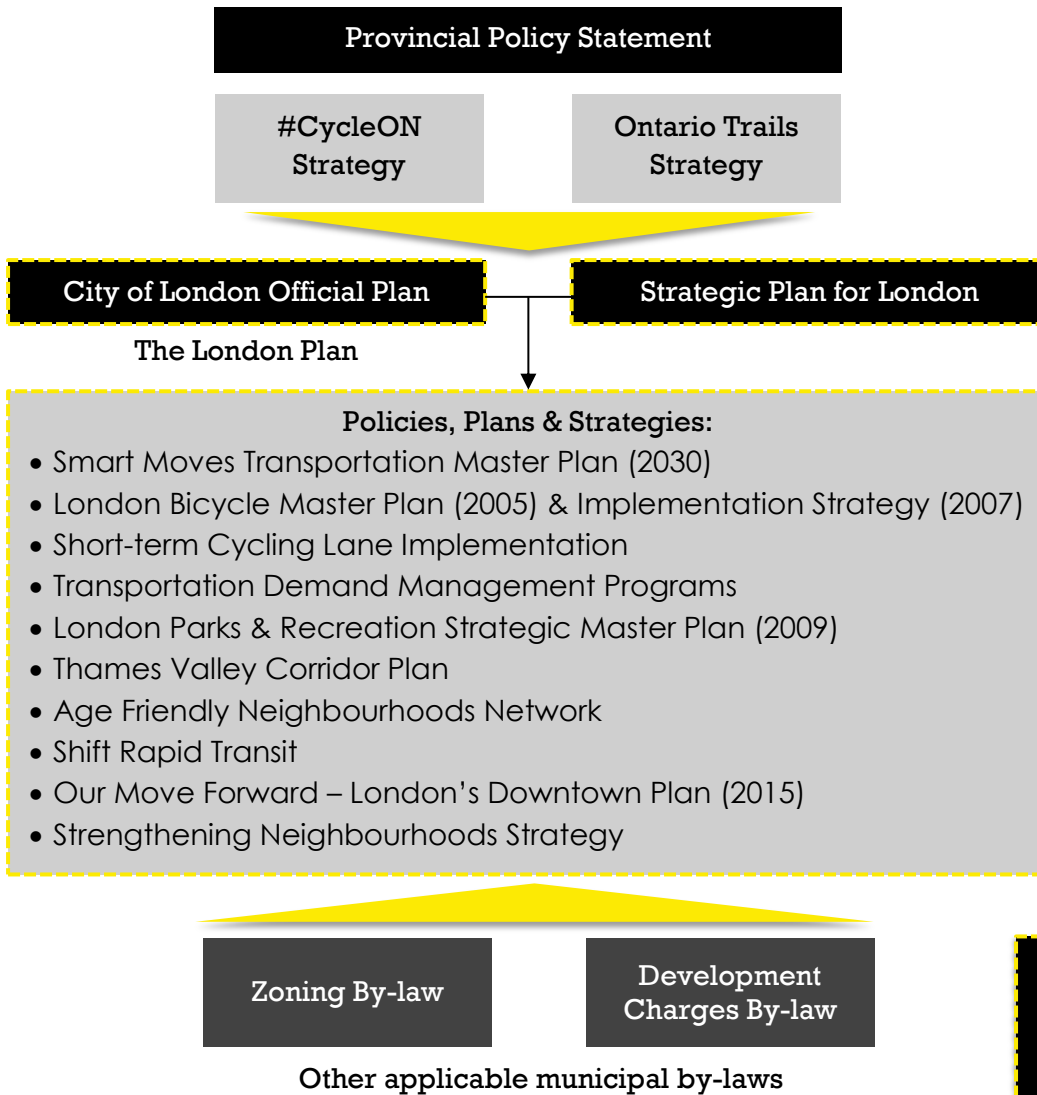 Provincial Policy Statement
#CycleON
Strategy
Ontario Trails
Strategy
City of London Official Plan
Strategic Plan for London
The London Plan
Policies, Plans & Strategies:
• Smart Moves Transportation Master Plan (2030)
• London Bicycle Master Plan (2005) & Implementation Strategy (2007)
• Short-term Cycling Lane Implementation
• Transportation Demand Management Programs
• London Parks & Recreation Strategic Master Plan (2009)
• Thames Valley Corridor Plan
• Age Friendly Neighbourhoods Network
• Shift Rapid Transit
• Our Move Forward – London’s Downtown Plan (2015)
• Strengthening Neighbourhoods Strategy
Zoning By-law
Development
Charges By-law
Other applicable municipal by-laws